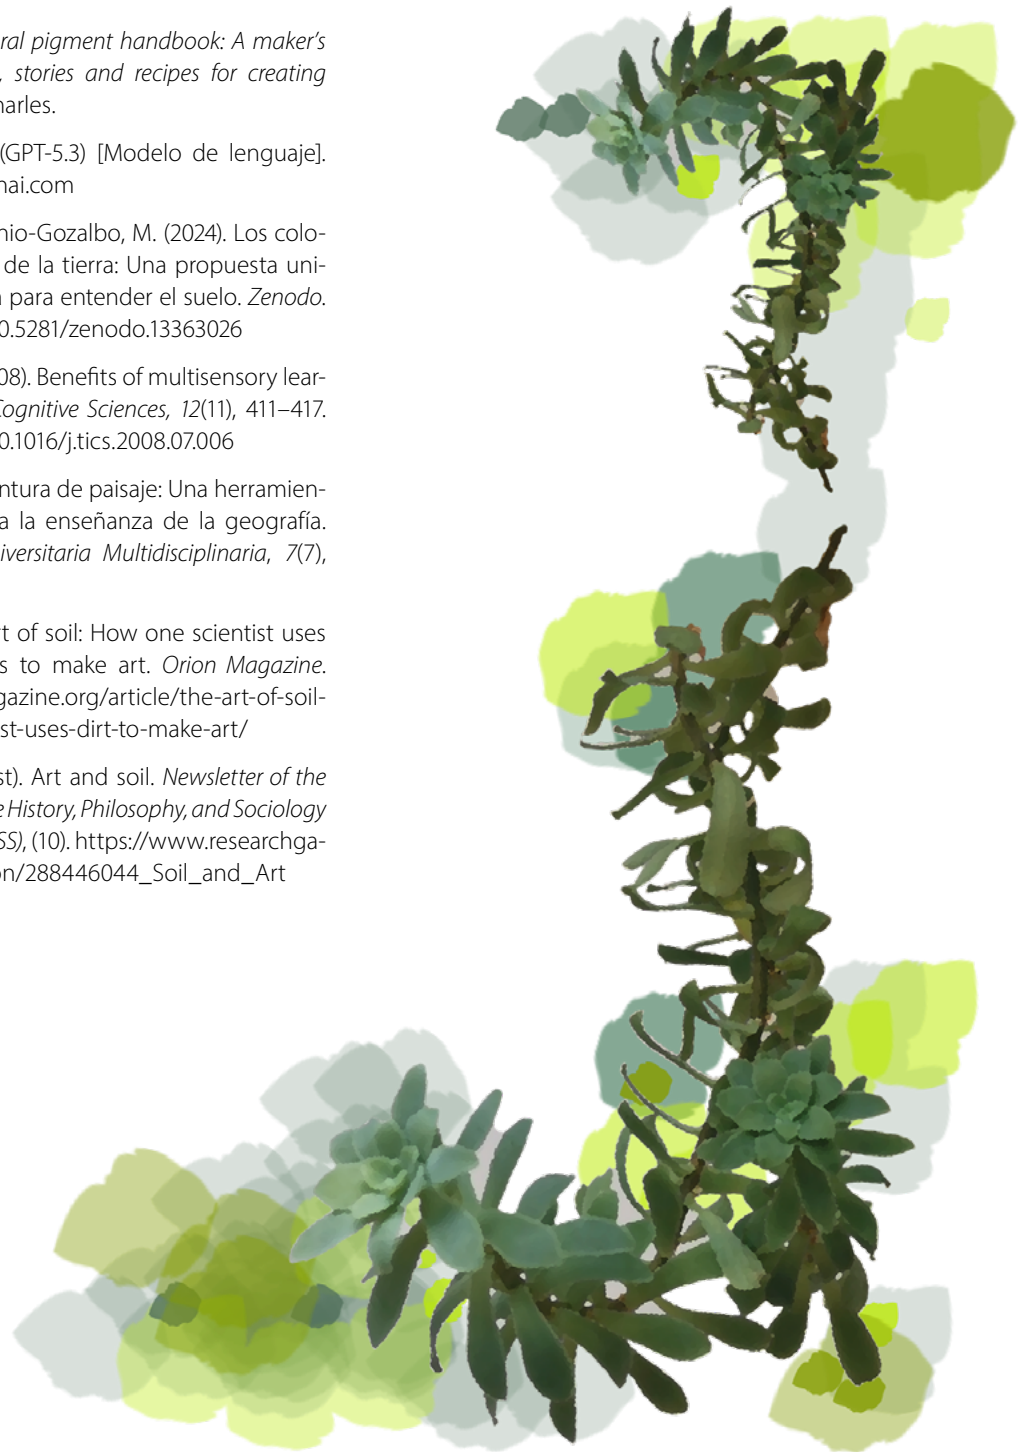 ral pigment handbook: A maker's
, stories and recipes for creating
harles.
(GPT-5.3) [Modelo de lenguaje].
nai.com
nio-Gozalbo, M. (2024). Los colo-
de la tierra: Una propuesta uni-
a para entender el suelo. Zenodo.
0.5281/zenodo.13363026
08). Benefits of multisensory lear-
Cognitive Sciences, 12(11), 411–417.
0.1016/j.tics.2008.07.006
ntura de paisaje: Una herramien-
a la enseñanza de la geografía.
iversitaria Multidisciplinaria, 7(7),
rt of soil: How one scientist uses
s to make art. Orion Magazine.
gazine.org/article/the-art-of-soil-
st-uses-dirt-to-make-art/
st). Art and soil. Newsletter of the
e History, Philosophy, and Sociology
SS), (10). https://www.researchga-
on/288446044_Soil_and_Art